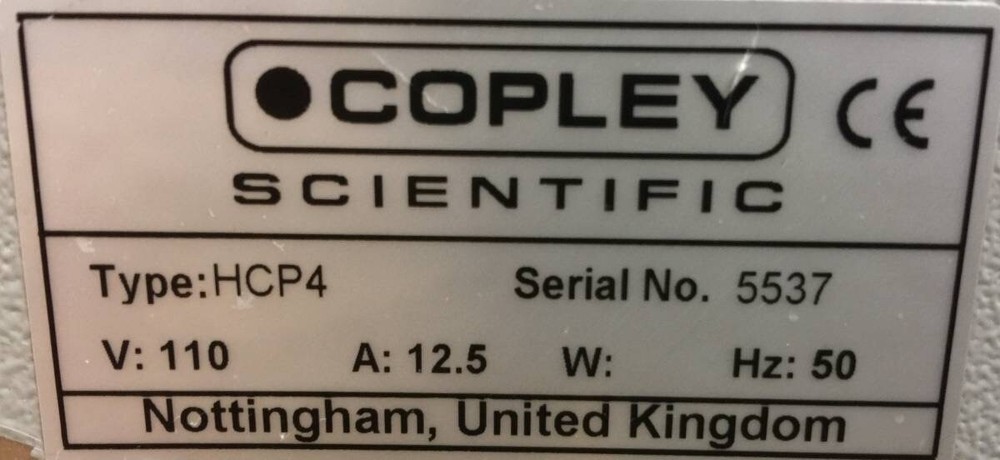 COPLEY CE
SCIENTIFIC
Type:HCP4 Serial No. 5537
V: 110 A: 12.5 W: Hz: 50
Nottingham, United Kingdom